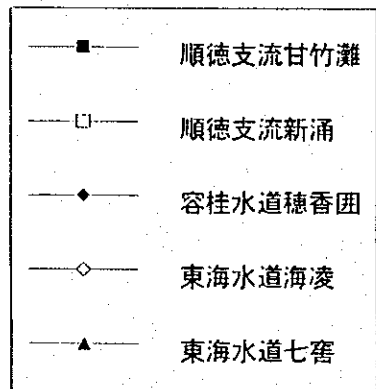 順徳支流甘竹灘
順徳支流新涌
容桂水道穂香囲
東海水道海凌
東海水道七窖